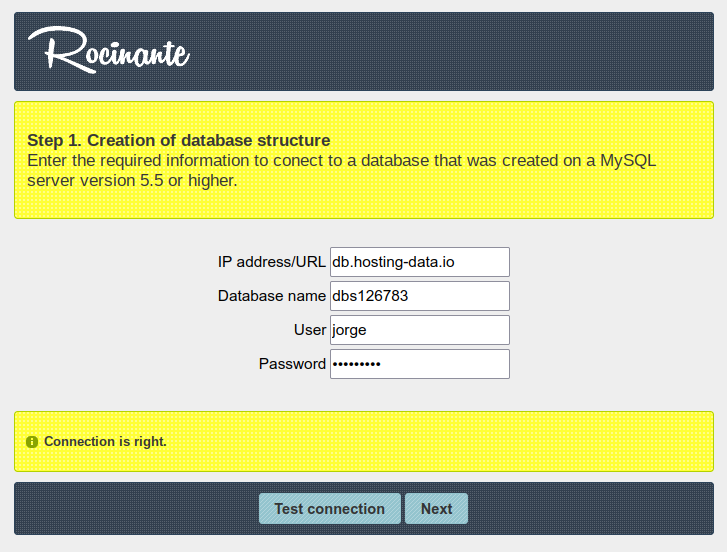 Rocinante
Step 1. Creation of database structure
Enter the required information to conect to a database that was created on a MySQL
server version 5.5 or higher.
IP address/URL db.hosting-data.io
Database name dbs126783
User jorge
Password •••••••••
Connection is right.
Test connection Next